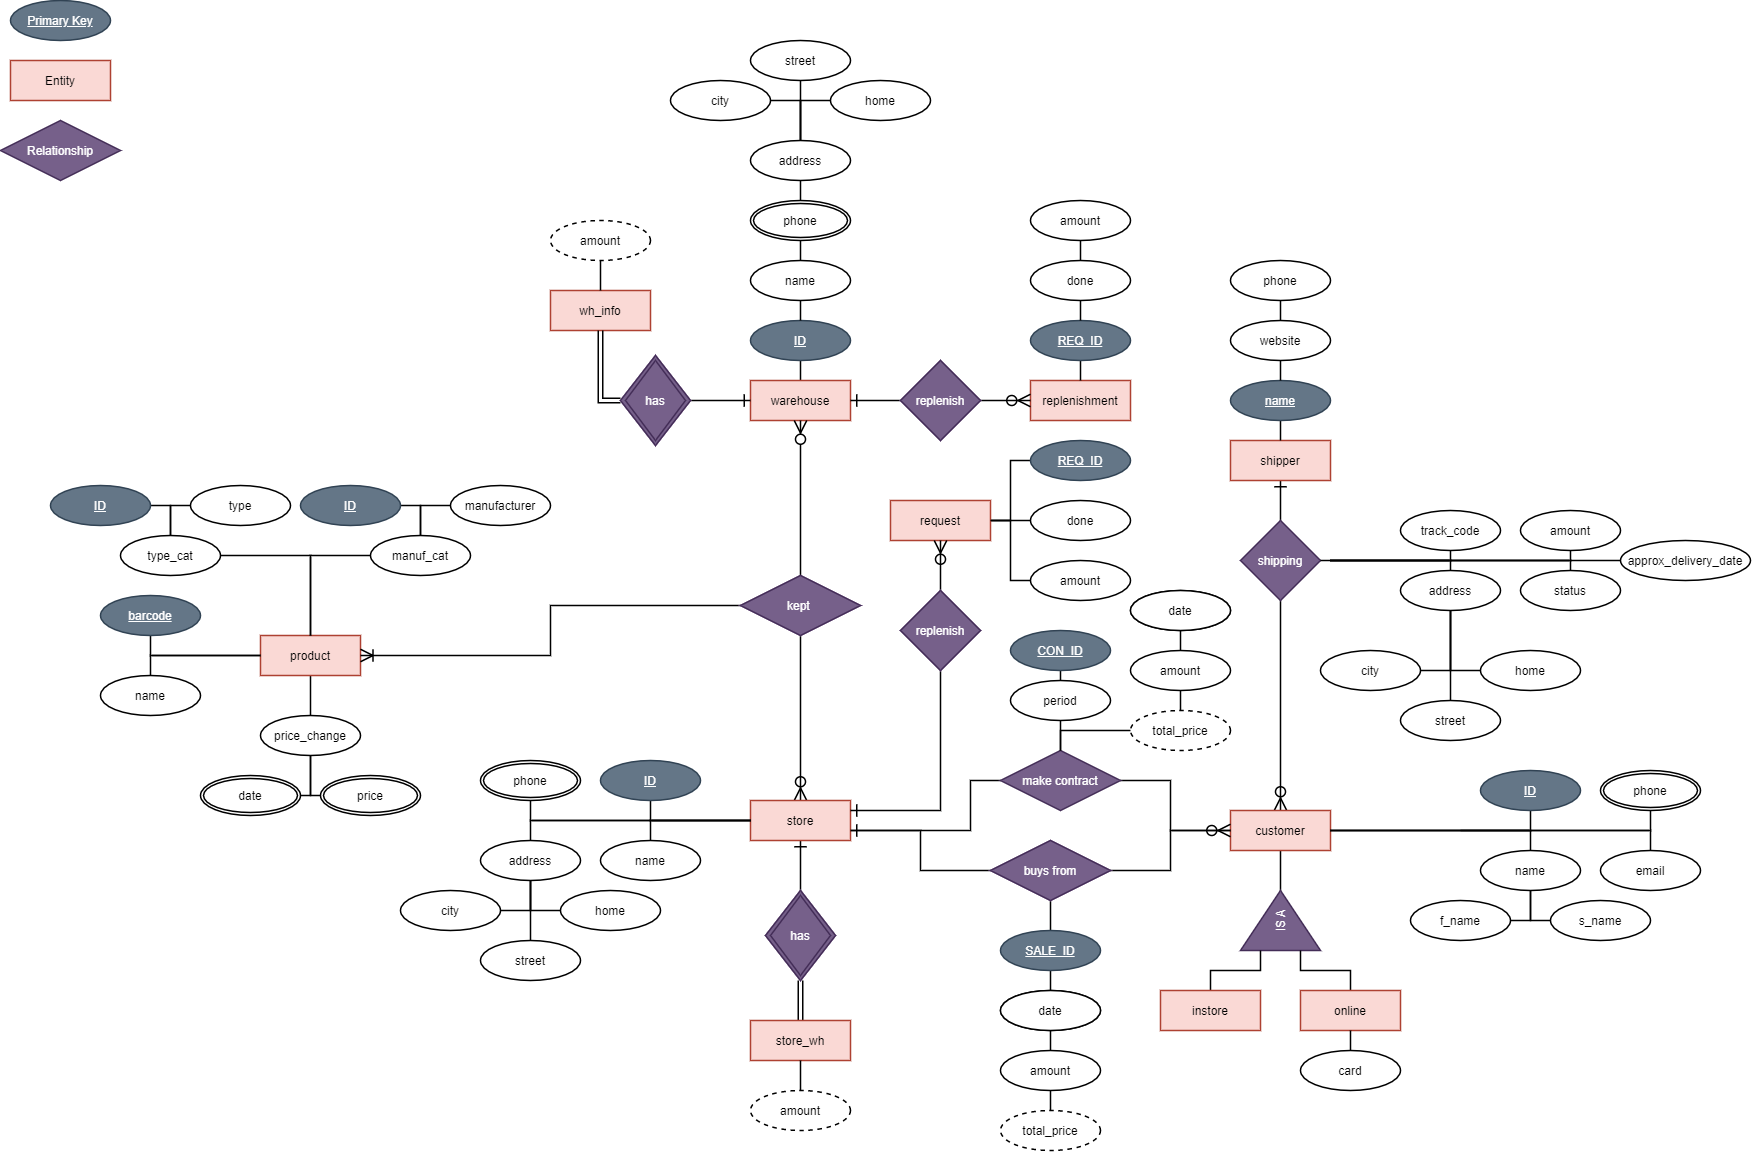 Primary Key
Entity
Relationship
street
city
home
address
phone
name
ID
amount
wh_info
has
warehouse
replenish
amount
done
REQ_ID
replenishment
phone
website
name
shipper
REQ_ID
request
done
amount
replenish
shipping
track_code
amount
approx_delivery_date
address
status
city
home
street
ID
type
ID
manufacturer
type_cat
manuf_cat
barcode
product
name
price_change
date
price
kept
date
CON_ID
amount
period
total_price
make contract
phone
ID
store
address
name
city
home
street
buys from
customer
ID
phone
name
email
f_name
s_name
has
store_wh
amount
SALE_ID
date
amount
total_price
IS A
instore
online
card